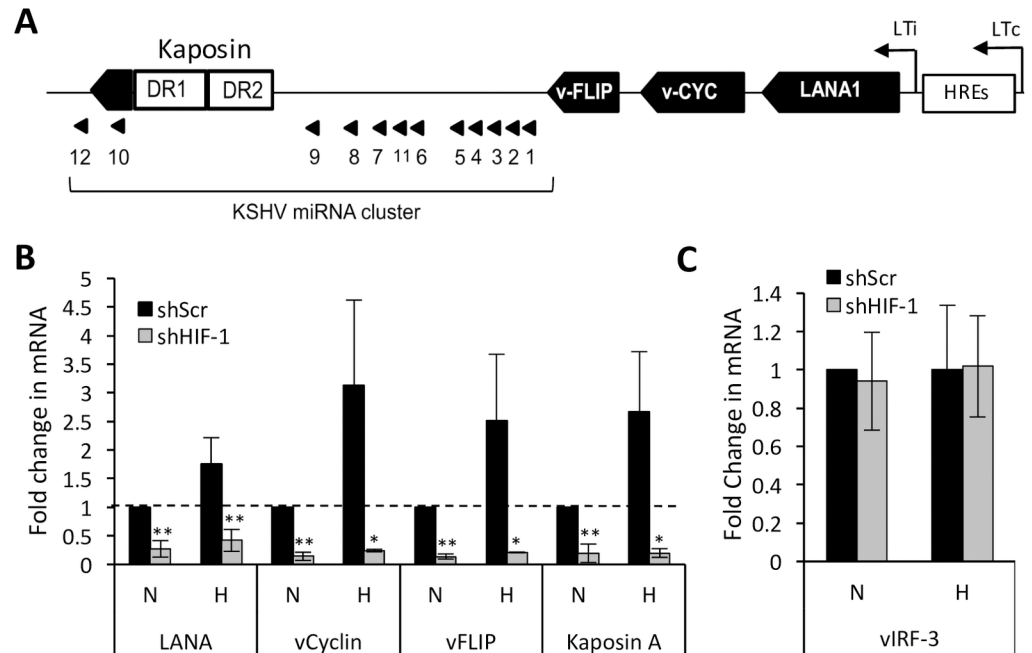 A
Kaposin
DR1 DR2
v-FLIP v-CYC LANA1
LTi LTc
HREs
12 10 9 8 7 11 6 5 4 3 2 1
KSHV miRNA cluster
B
Fold change in mRNA
5
4.5
4
3.5
3
2.5
2
1.5
1
0.5
0
shScr
shHIF-1
** ** ** * ** * ** *
N H N H N H N H
LANA vCyclin vFLIP Kaposin A
C
Fold Change in mRNA
1.4
1.2
1
0.8
0.6
0.4
0.2
0
shScr
shHIF-1
N H
vIRF-3